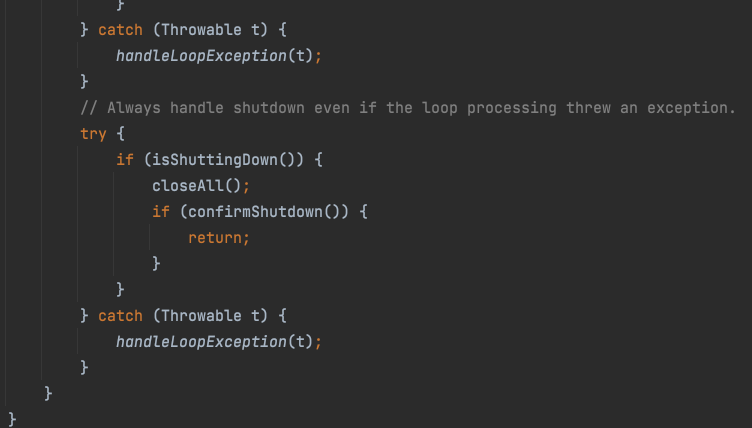 }
} catch (Throwable t) {
handleLoopException(t);
}
// Always handle shutdown even if the loop processing threw an exception.
try {
if (isShuttingDown()) {
closeAll();
if (confirmShutdown()) {
return;
}
}
} catch (Throwable t) {
handleLoopException(t);
}
}
}